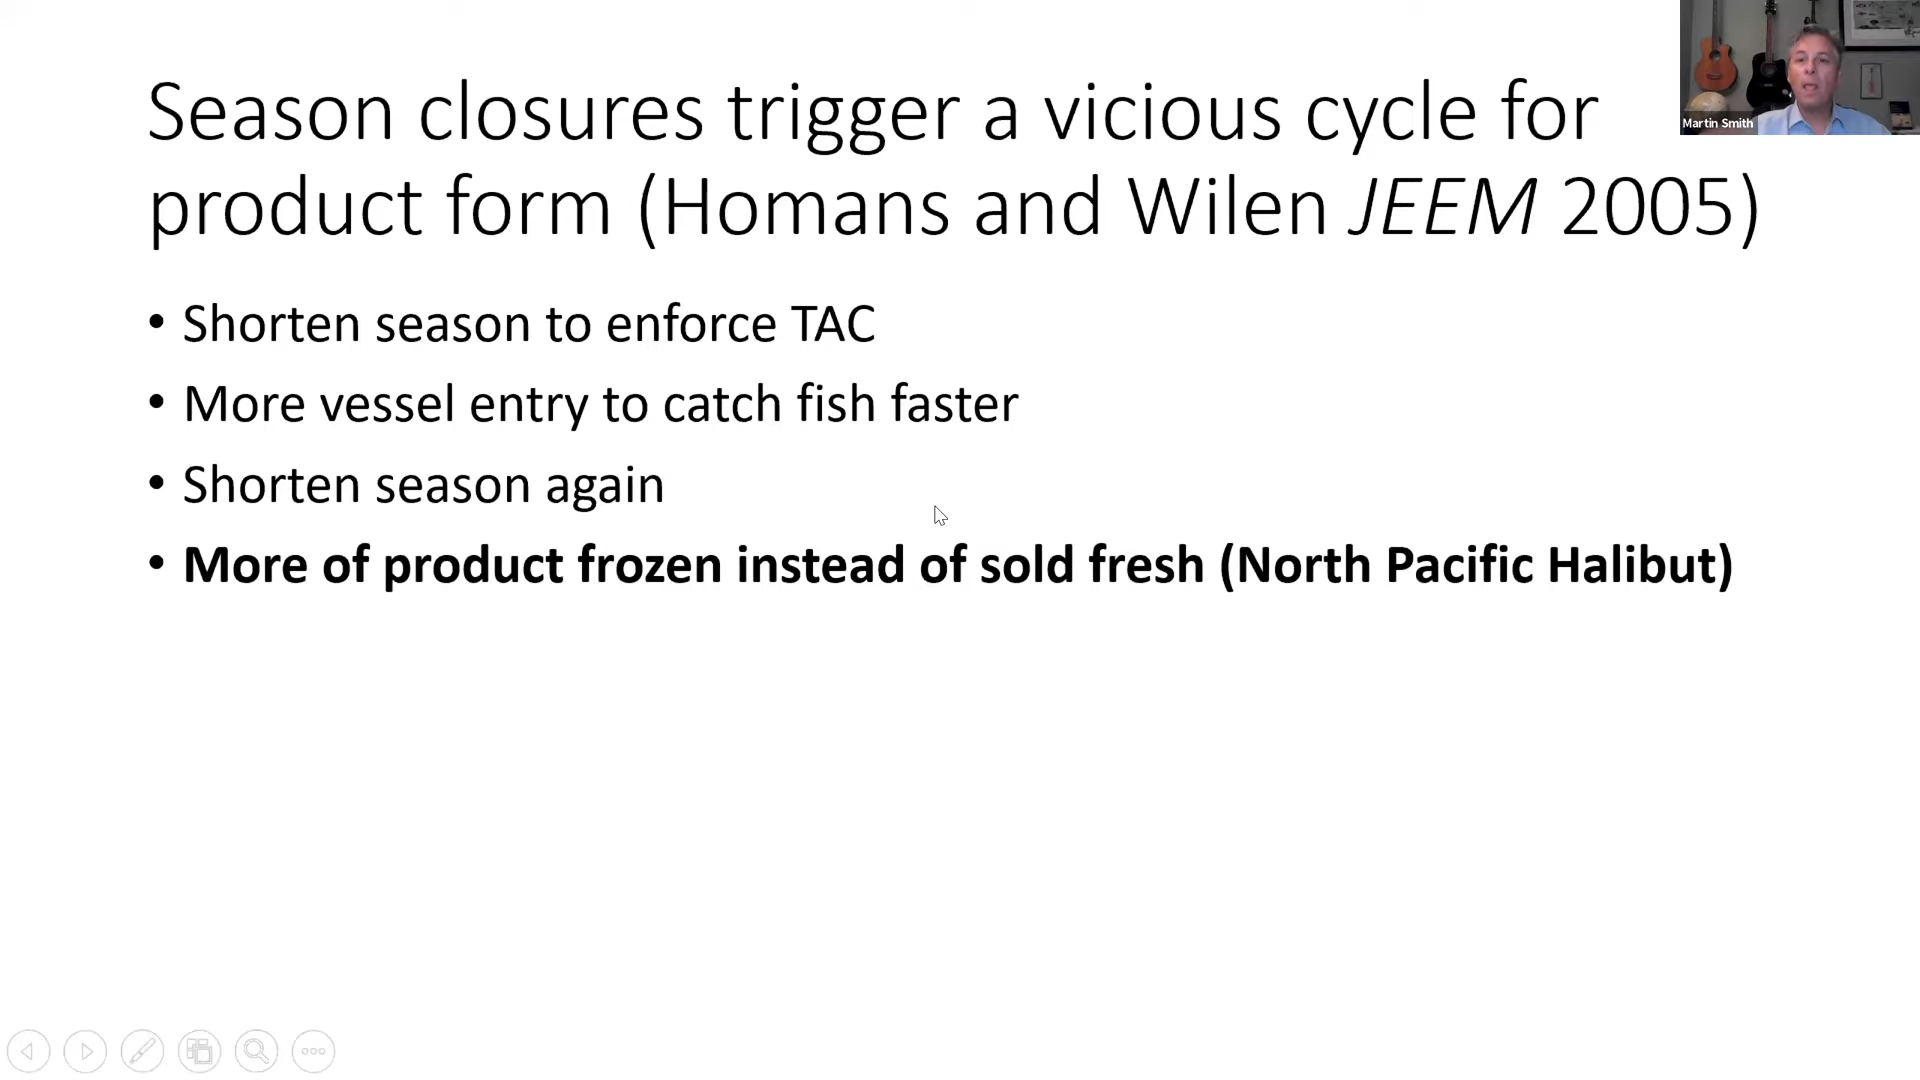 Season closures trigger a vicious cycle for
product form (Homans and Wilen JEEM 2005)
• Shorten season to enforce TAC
• More vessel entry to catch fish faster
• Shorten season again
• More of product frozen instead of sold fresh (North Pacific Halibut)
Martin Smith